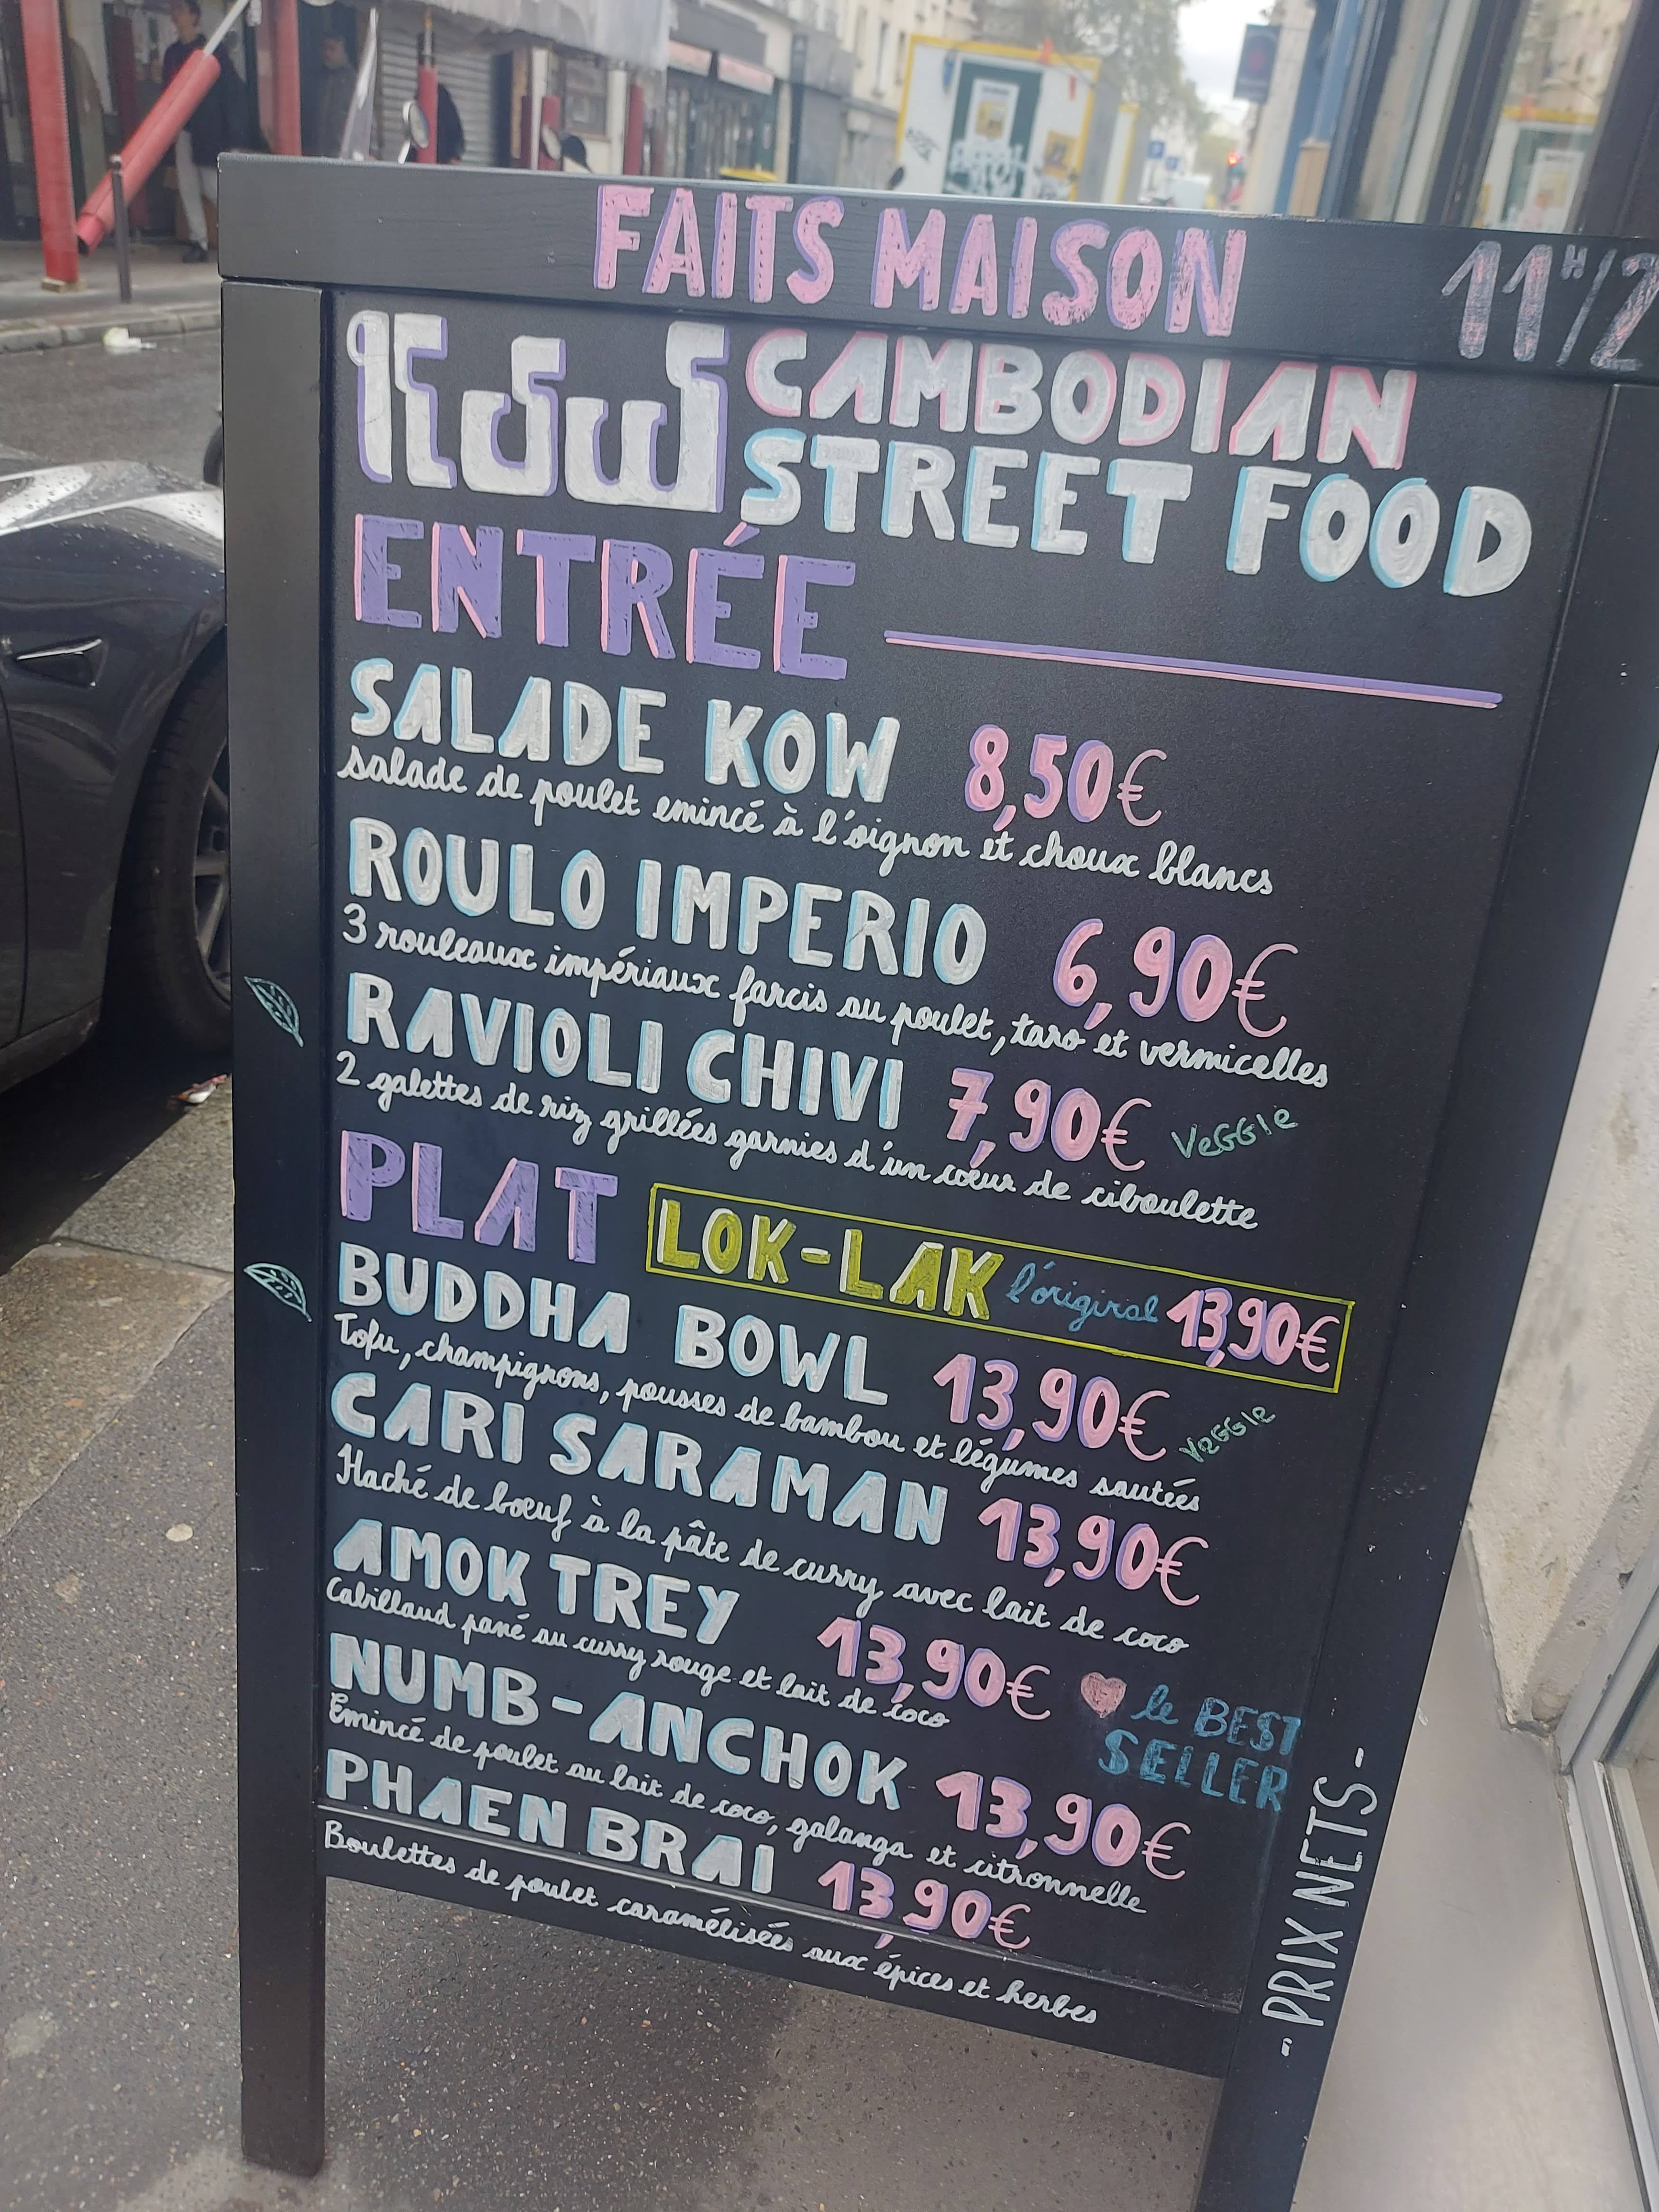 FAITS MAISON
11H/2
KOW CAMBODIAN
STREET FOOD
ENTRÉE
SALADE KOW 8,50€
salade de poulet emincé à l'oignon et choux blancs
ROULO IMPERIO 6,90€
3 rouleaux impériaux farcis au poulet, taro et vermicelles
RAVIOLI CHIVI 7,90€ VeGGIe
2 galettes de riz grillées garnies d'un coeur de ciboulette
PLAT LOK-LAK l'original 13,90€
BUDDHA BOWL 13,90€ VeGGIe
Tofu, champignons, pousses de bambou et légumes sautées
CARI SARAMAN 13,90€
Haché de boeuf à la pâte de curry avec lait de coco
AMOK TREY 13,90€ le BEST SELLER
Cabillaud pané au curry rouge et lait de coco
NUMB-ANCHOK 13,90€
Emincé de poulet au lait de coco, galanga et citronnelle
PHAEN BRAI 13,90€
Boulettes de poulet caramélisées aux épices et herbes
-PRIX NETS-